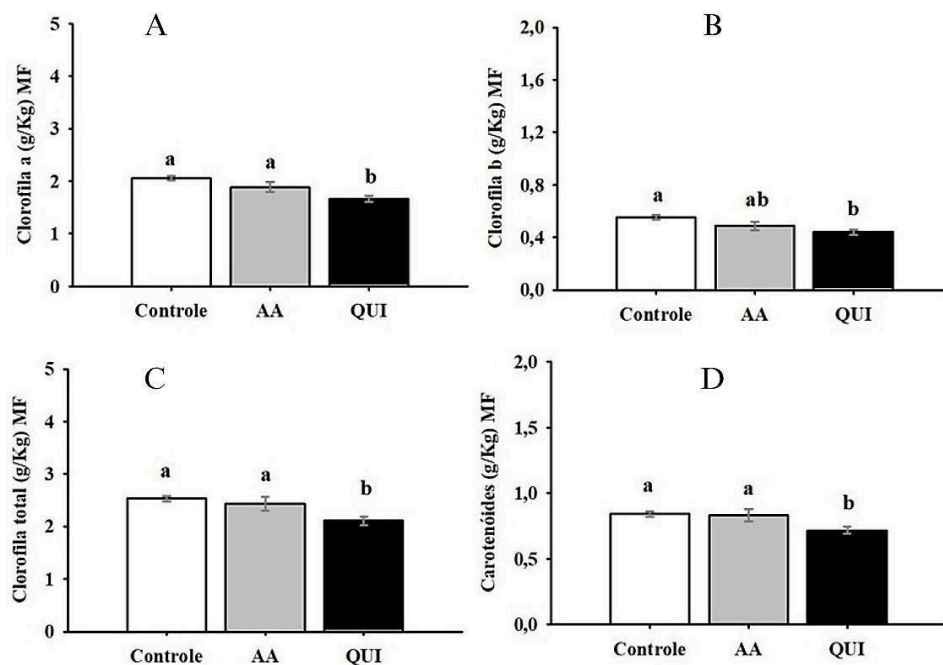 A
Clorofila a (g/Kg) MF
5
4
3
2
1
0
a
a
b
Controle AA QUI
B
Clorofila b (g/Kg) MF
2,0
1,6
1,2
0,8
0,4
0,0
a
ab
b
Controle AA QUI
C
Clorofila total (g/Kg) MF
5
4
3
2
1
0
a
a
b
Controle AA QUI
D
Carotenóides (g/Kg) MF
2,0
1,5
1,0
0,5
0,0
a
a
b
Controle AA QUI